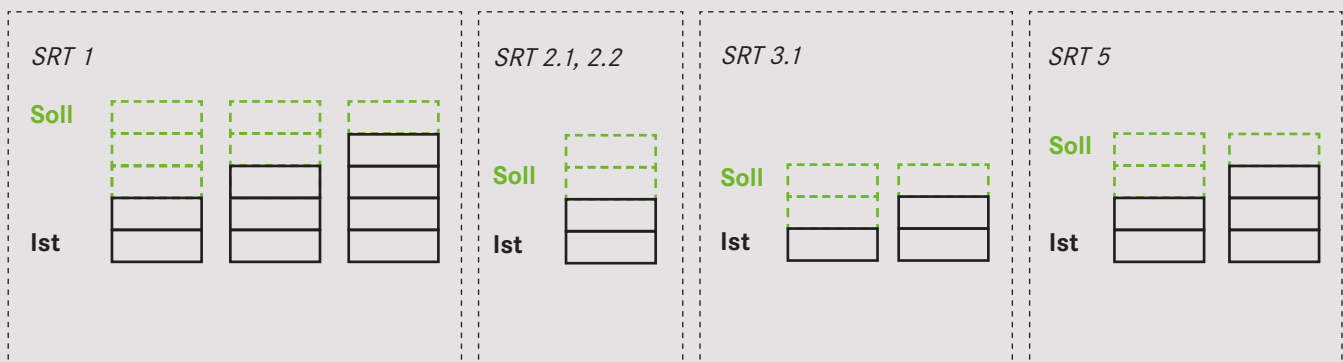 SRT 1
Soll
Ist
SRT 2.1, 2.2
Soll
Ist
SRT 3.1
Soll
Ist
SRT 5
Soll
Ist